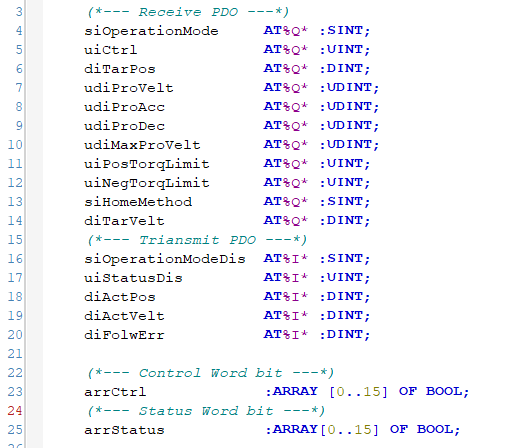 3 (*--- Receive PDO ---*)
4 siOperationMode AT%Q* :SINT;
5 uiCtrl AT%Q* :UINT;
6 diTarPos AT%Q* :DINT;
7 udiProVelt AT%Q* :UDINT;
8 udiProAcc AT%Q* :UDINT;
9 udiProDec AT%Q* :UDINT;
10 udiMaxProVelt AT%Q* :UDINT;
11 uiPosTorqLimit AT%Q* :UINT;
12 uiNegTorqLimit AT%Q* :UINT;
13 siHomeMethod AT%Q* :SINT;
14 diTarVelt AT%Q* :DINT;
15 (*--- Triansmit PDO ---*)
16 siOperationModeDis AT%I* :SINT;
17 uiStatusDis AT%I* :UINT;
18 diActPos AT%I* :DINT;
19 diActVelt AT%I* :DINT;
20 diFolwErr AT%I* :DINT;
21
22 (*--- Control Word bit ---*)
23 arrCtrl :ARRAY [0..15] OF BOOL;
24 (*--- Status Word bit ---*)
25 arrStatus :ARRAY[0..15] OF BOOL;